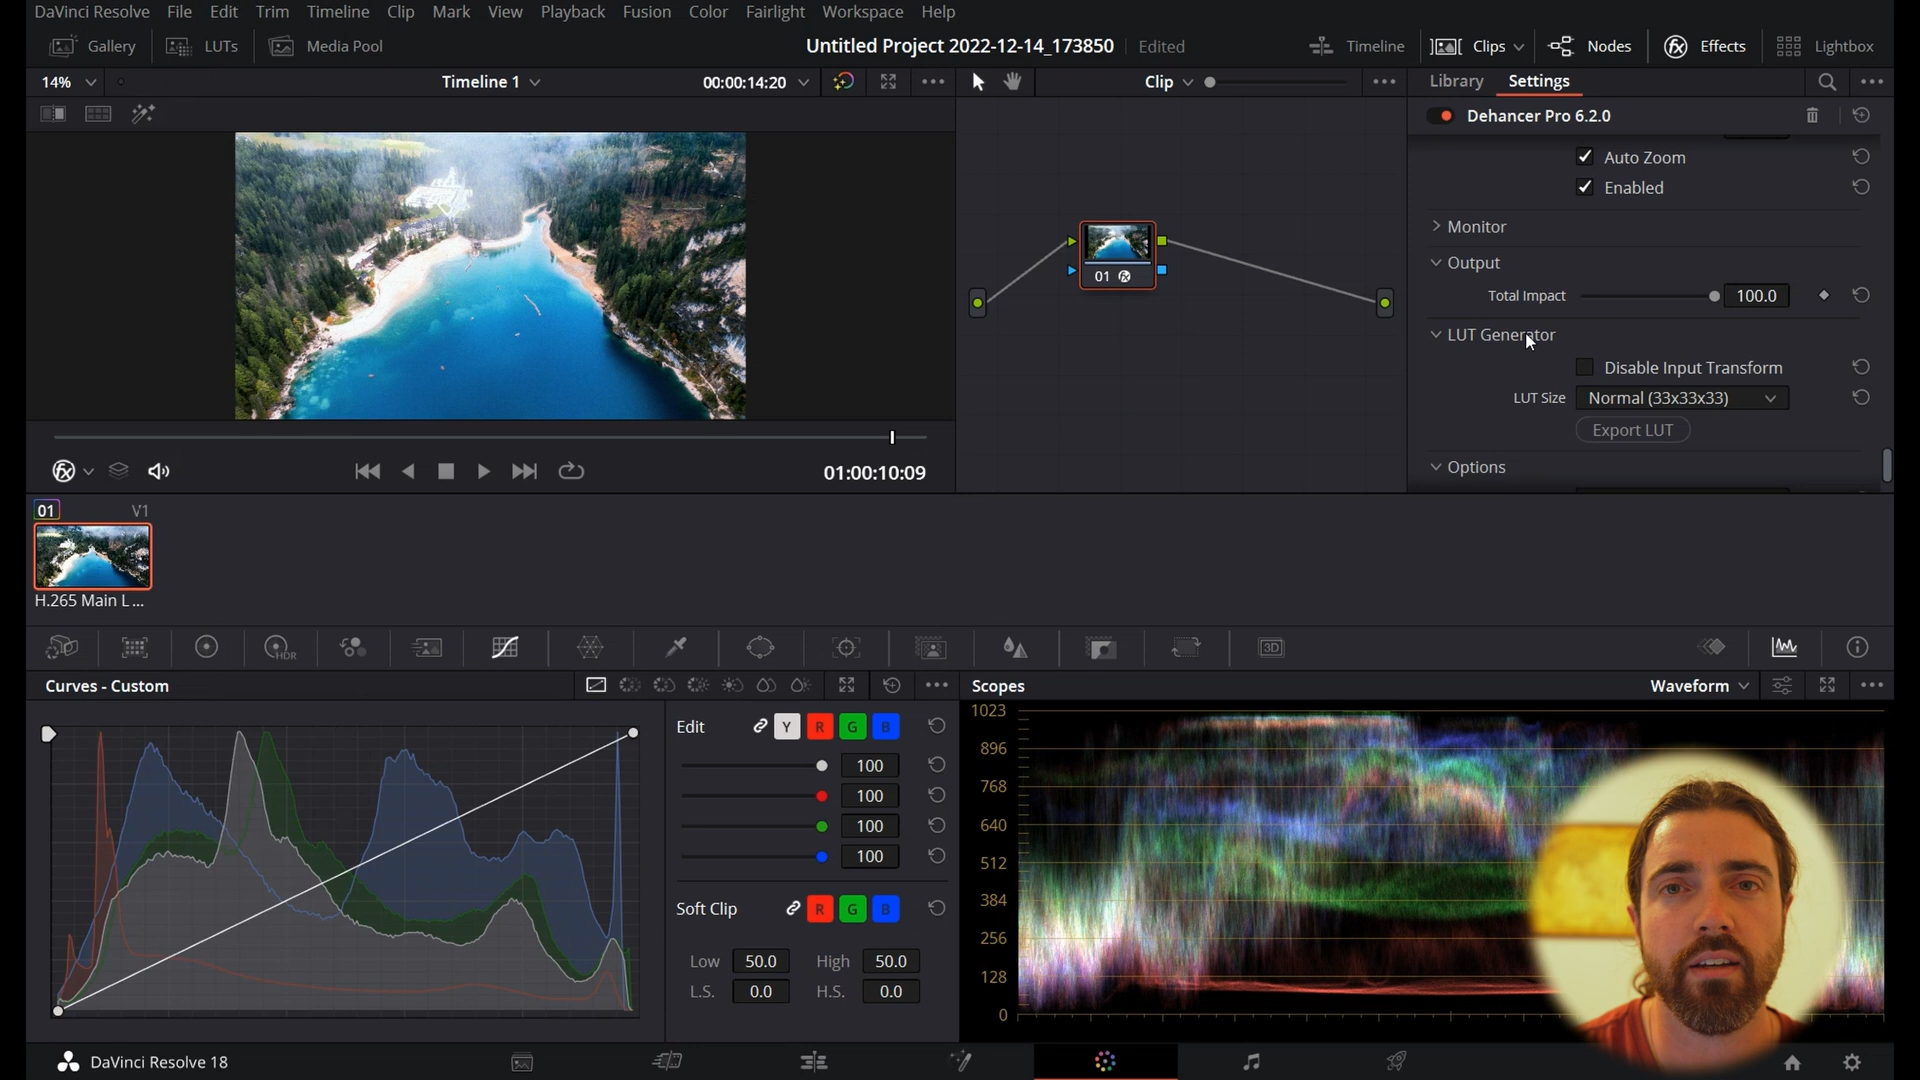 DaVinci Resolve File Edit Trim Timeline Clip Mark View Playback Fusion Color Fairlight Workspace Help
Gallery LUTs Media Pool Untitled Project 2022-12-14_173850 Edited Timeline Clips Nodes Effects Lightbox
14% Timeline 1 00:00:14:20 Clip Library Settings
Dehancer Pro 6.2.0
Auto Zoom
Enabled
Monitor
Output
Total Impact 100.0
LUT Generator
Disable Input Transform
LUT Size Normal (33x33x33)
Export LUT
Options
01
01:00:10:09
01 V1
H.265 Main L...
HDR
3D
Curves - Custom
Edit Y R G B
100
100
100
100
Soft Clip R G B
Low 50.0 High 50.0
L.S. 0.0 H.S. 0.0
Scopes Waveform
1023
896
768
640
512
384
256
128
0
DaVinci Resolve 18